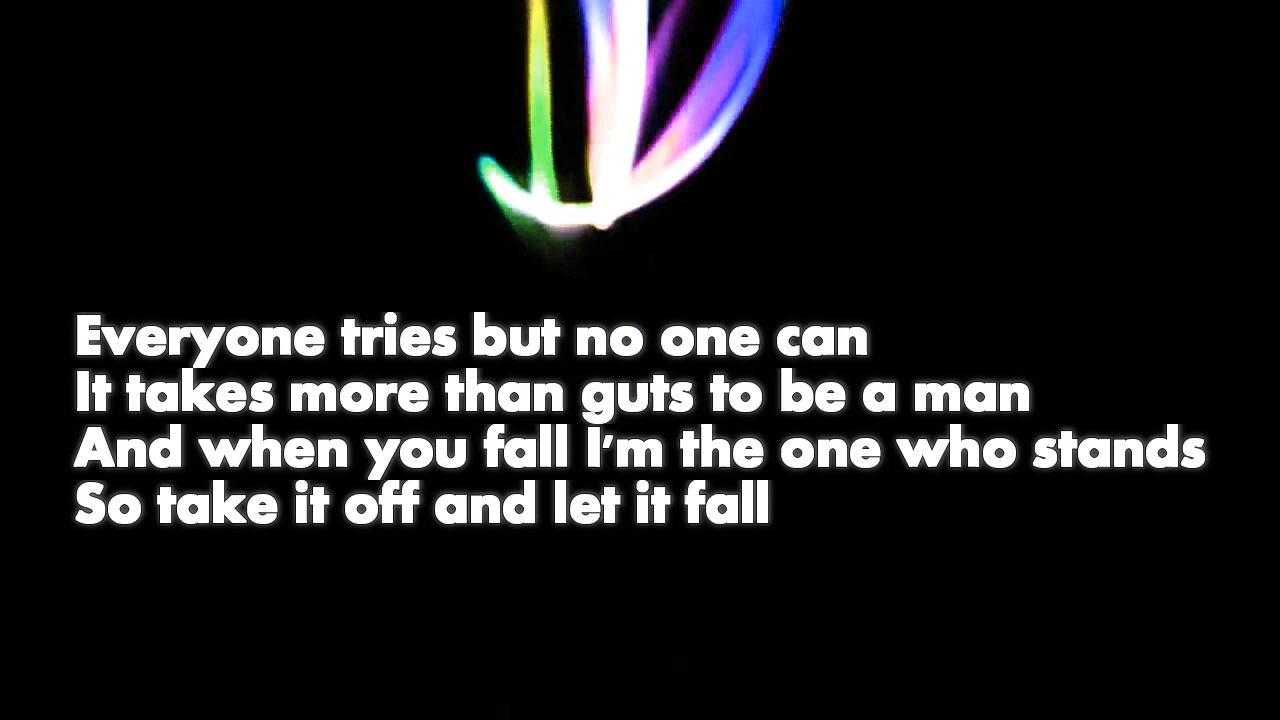 Everyone tries but no one can
It takes more than guts to be a man
And when you fall I'm the one who stands
So take it off and let it fall